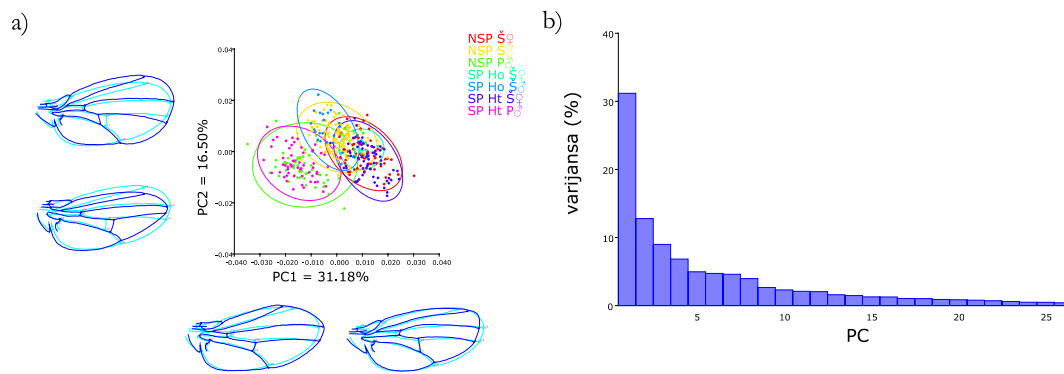 a)
NSP Š♀
NSP S♂
NSP P♂
SP Ho Š♀
SP Ho S♂
SP Ht Š♀
SP Ht P♂
0.04
0.02
0.00
-0.02
-0.04
PC2 = 16.50%
-0.040 -0.030 -0.020 -0.010 0.000 0.010 0.020 0.030 0.040
PC1 = 31.18%
b)
40
30
20
10
0
varijansa (%)
5 10 15 20 25
PC